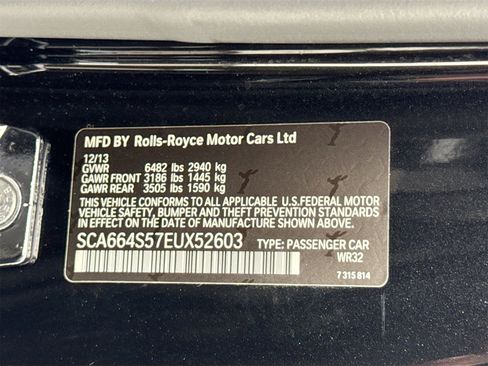 MFD BY Rolls-Royce Motor Cars Ltd
12/13
GVWR 6482 lbs 2940 kg
GAWR FRONT 3186 lbs 1445 kg
GAWR REAR 3505 lbs 1590 kg
THIS VEHICLE CONFORMS TO ALL APPLICABLE U.S.FEDERAL MOTOR
VEHICLE SAFETY, BUMPER AND THEFT PREVENTION STANDARDS IN
EFFECT ON THE DATE OF MANUFACTURE SHOWN ABOVE.
SCA664S57EUX52603 TYPE: PASSENGER CAR
WR32
7 315 814